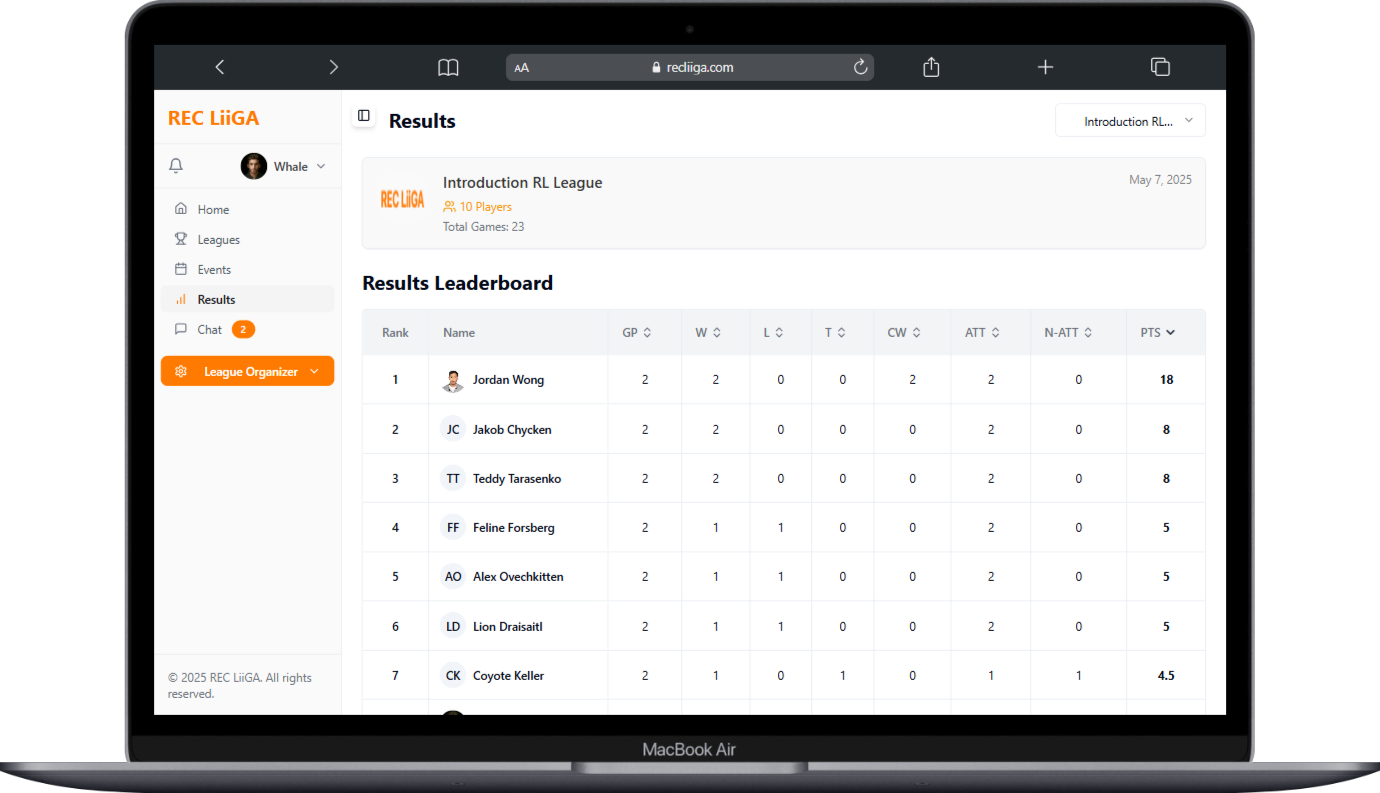 AA recliiga.com
REC LiiGA
Results
Introduction RL...
Whale
Home
Leagues
Events
Results
Chat 2
League Organizer
© 2025 REC LiiGA. All rights
reserved.
REC LiiGA
Introduction RL League
May 7, 2025
10 Players
Total Games: 23
Results Leaderboard
Rank Name GP W L T CW ATT N-ATT PTS
1 Jordan Wong 2 2 0 0 2 2 0 18
2 JC Jakob Chycken 2 2 0 0 0 2 0 8
3 TT Teddy Tarasenko 2 2 0 0 0 2 0 8
4 FF Feline Forsberg 2 1 1 0 0 2 0 5
5 AO Alex Ovechkitten 2 1 1 0 0 2 0 5
6 LD Lion Draisaitl 2 1 1 0 0 2 0 5
7 CK Coyote Keller 2 1 0 1 0 1 1 4.5
MacBook Air